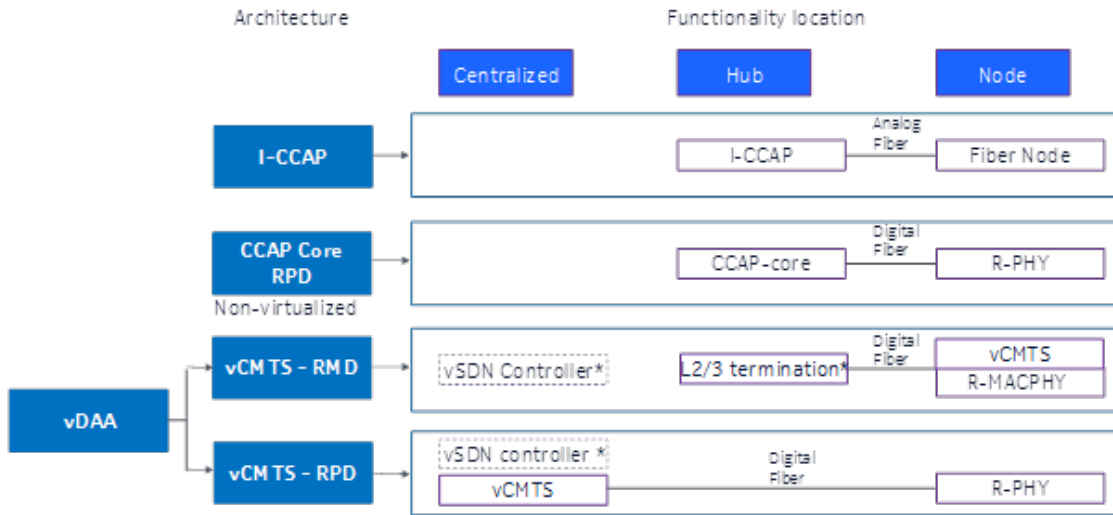 Architecture
Functionality location
Centralized
Hub
Node
I-CCAP
I-CCAP
Analog
Fiber
Fiber Node
CCAP Core
RPD
Non-virtualized
CCAP-core
Digital
Fiber
R-PHY
vDAA
vCMTS - RMD
vSDN Controller*
L2/3 termination*
Digital
Fiber
vCMTS
R-MACPHY
vCMTS - RPD
vSDN controller *
vCMTS
Digital
Fiber
R-PHY